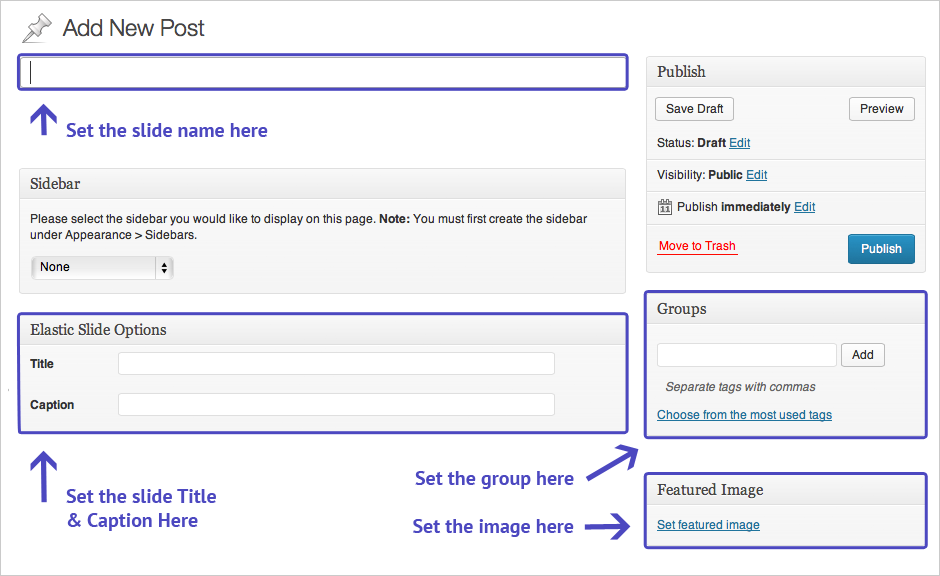 Add New Post
Set the slide name here
Sidebar
Please select the sidebar you would like to display on this page. Note: You must first create the sidebar
under Appearance > Sidebars.
None
Elastic Slide Options
Title
Caption
Set the slide Title
& Caption Here
Publish
Save Draft Preview
Status: Draft Edit
Visibility: Public Edit
11 Publish immediately Edit
Move to Trash Publish
Groups
Add
Separate tags with commas
Choose from the most used tags
Set the group here
Featured Image
Set featured image
Set the image here